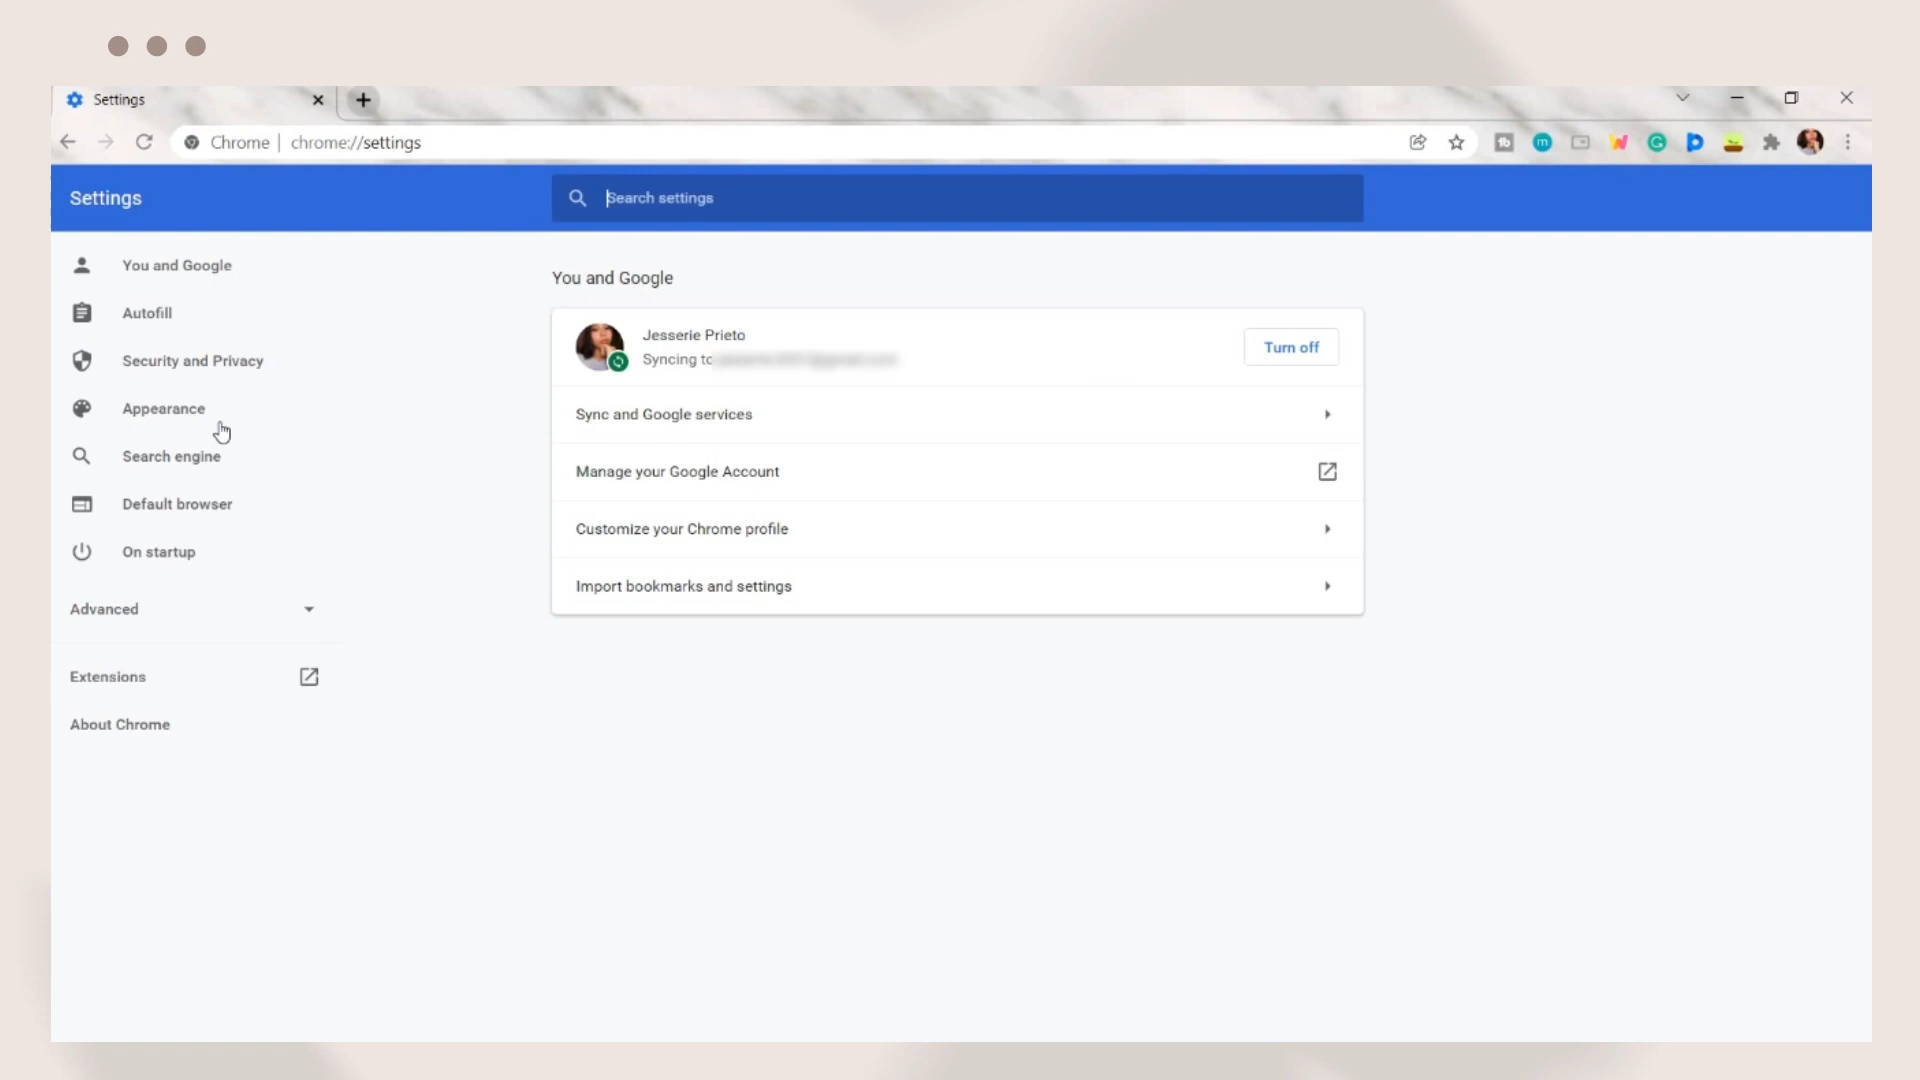 Settings
Chrome | chrome://settings
Settings
Search settings
You and Google
Autofill
Security and Privacy
Appearance
Search engine
Default browser
On startup
Advanced
Extensions
About Chrome
You and Google
Jesserie Prieto
Syncing to
Turn off
Sync and Google services
Manage your Google Account
Customize your Chrome profile
Import bookmarks and settings